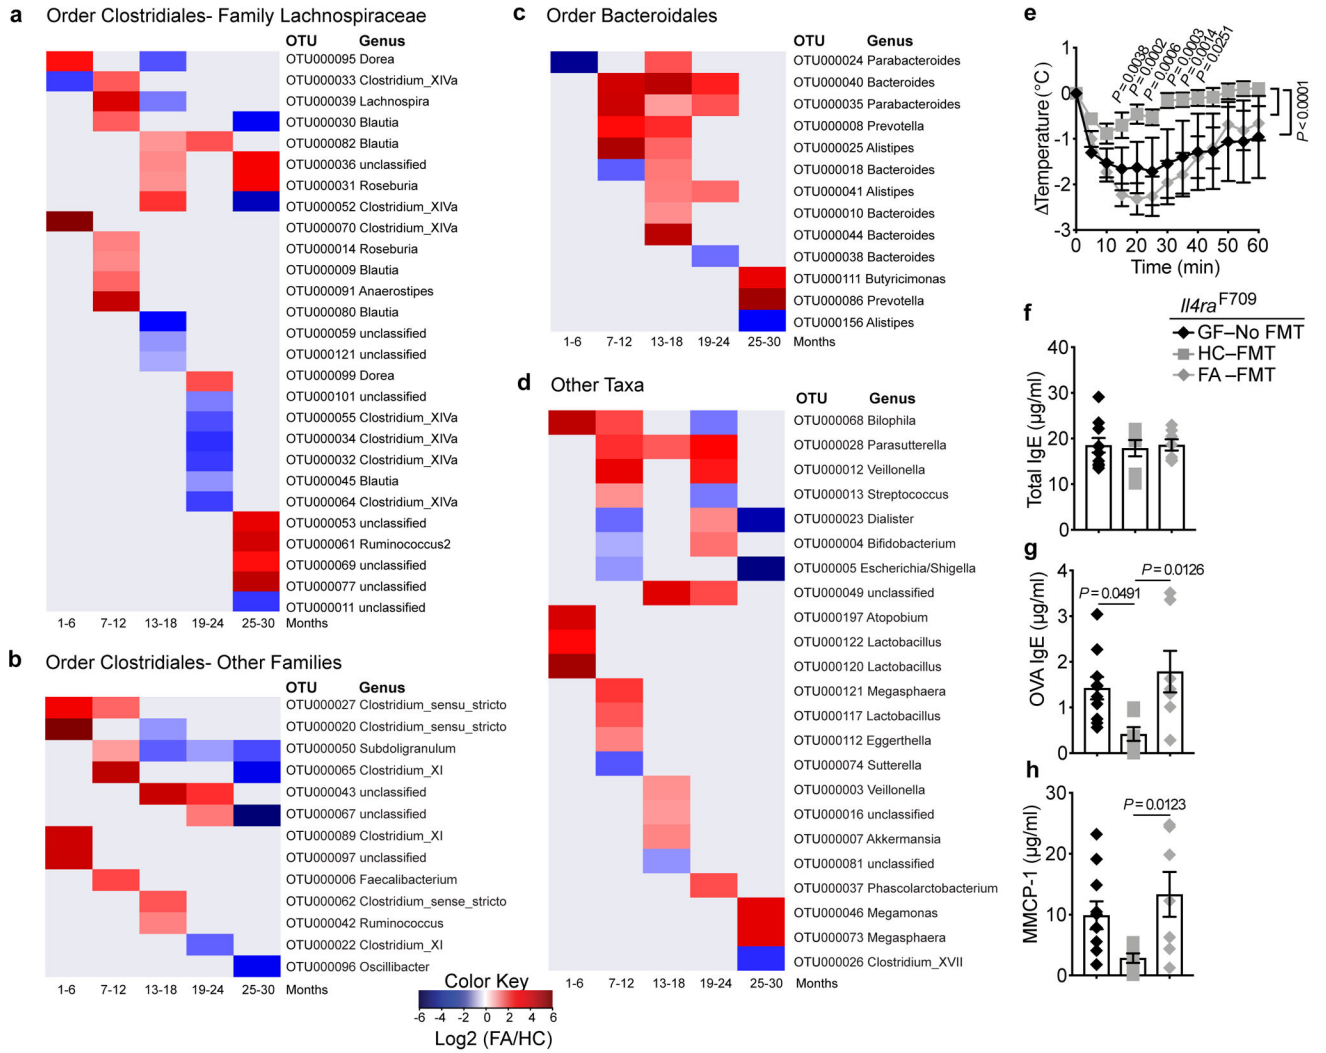 a Order Clostridiales- Family Lachnospiraceae
OTU Genus
OTU000095 Dorea
OTU000033 Clostridium_XIVa
OTU000039 Lachnospira
OTU000030 Blautia
OTU000082 Blautia
OTU000036 unclassified
OTU000031 Roseburia
OTU000052 Clostridium_XIVa
OTU000070 Clostridium_XIVa
OTU000014 Roseburia
OTU000009 Blautia
OTU000091 Anaerostipes
OTU000080 Blautia
OTU000059 unclassified
OTU000121 unclassified
OTU000099 Dorea
OTU000101 unclassified
OTU000055 Clostridium_XIVa
OTU000034 Clostridium_XIVa
OTU000032 Clostridium_XIVa
OTU000045 Blautia
OTU000064 Clostridium_XIVa
OTU000053 unclassified
OTU000061 Ruminococcus2
OTU000069 unclassified
OTU000077 unclassified
OTU000011 unclassified
1-6 7-12 13-18 19-24 25-30 Months
b Order Clostridiales- Other Families
OTU Genus
OTU000027 Clostridium_sensu_stricto
OTU000020 Clostridium_sensu_stricto
OTU000050 Subdoligranulum
OTU000065 Clostridium_XI
OTU000043 unclassified
OTU000067 unclassified
OTU000089 Clostridium_XI
OTU000097 unclassified
OTU000006 Faecalibacterium
OTU000062 Clostridium_sense_stricto
OTU000042 Ruminococcus
OTU000022 Clostridium_XI
OTU000096 Oscillibacter
1-6 7-12 13-18 19-24 25-30 Months
Color Key
-6 -4 -2 0 2 4 6
Log2 (FA/HC)
c Order Bacteroidales
OTU Genus
OTU000024 Parabacteroides
OTU000040 Bacteroides
OTU000035 Parabacteroides
OTU000008 Prevotella
OTU000025 Alistipes
OTU000018 Bacteroides
OTU000041 Alistipes
OTU000010 Bacteroides
OTU000044 Bacteroides
OTU000038 Bacteroides
OTU000111 Butyricimonas
OTU000086 Prevotella
OTU000156 Alistipes
1-6 7-12 13-18 19-24 25-30 Months
d Other Taxa
OTU Genus
OTU000068 Bilophila
OTU000028 Parasutterella
OTU000012 Veillonella
OTU000013 Streptococcus
OTU000023 Dialister
OTU000004 Bifidobacterium
OTU00005 Escherichia/Shigella
OTU000049 unclassified
OTU000197 Atopobium
OTU000122 Lactobacillus
OTU000120 Lactobacillus
OTU000121 Megasphaera
OTU000117 Lactobacillus
OTU000112 Eggerthella
OTU000074 Sutterella
OTU000003 Veillonella
OTU000016 unclassified
OTU000007 Akkermansia
OTU000081 unclassified
OTU000037 Phascolarctobacterium
OTU000046 Megamonas
OTU000073 Megasphaera
OTU000026 Clostridium_XVII
1-6 7-12 13-18 19-24 25-30 Months
e
P = 0.0038
P = 0.0002
P = 0.0006
P = 0.0003
P = 0.0014
P = 0.0251
P < 0.0001
ΔTemperature (°C)
1
0
-1
-2
-3
0 10 20 30 40 50 60
Time (min)
Il4raF709
GF–No FMT
HC–FMT
FA –FMT
f
Total IgE (µg/ml)
40
30
20
10
0
g
OVA IgE (µg/ml)
P = 0.0126
P = 0.0491
4
3
2
1
0
h
MMCP-1 (µg/ml)
P = 0.0123
30
20
10
0